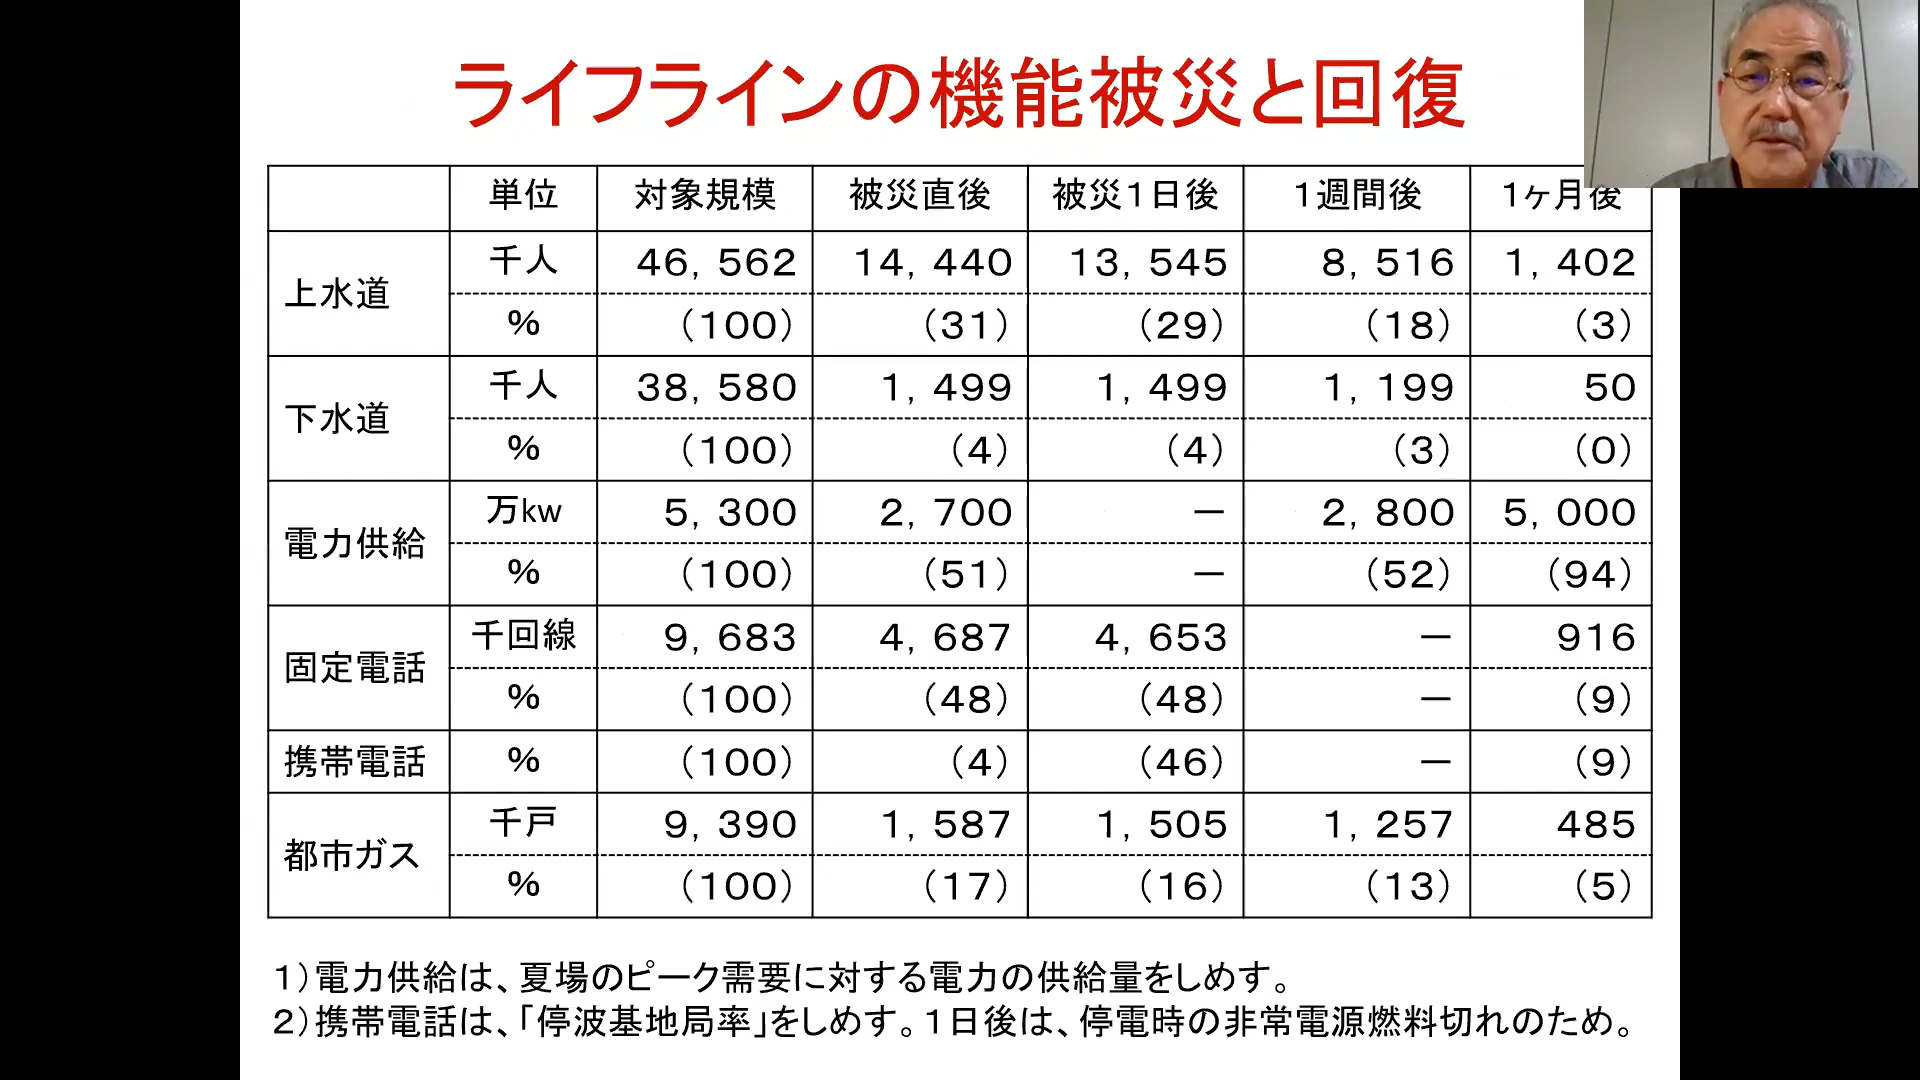 ライフラインの機能被災と回復
単位 対象規模 被災直後 被災１日後 １週間後 １ヶ月後
上水道 千人 46，562 14，440 13，545 8，516 1，402
% （100） （31） （29） （18） （3）
下水道 千人 38，580 1，499 1，499 1，199 50
% （100） （4） （4） （3） （0）
電力供給 万kw 5，300 2，700 － 2，800 5，000
% （100） （51） － （52） （94）
固定電話 千回線 9，683 4，687 4，653 － 916
% （100） （48） （48） － （9）
携帯電話 % （100） （4） （46） － （9）
都市ガス 千戸 9，390 1，587 1，505 1，257 485
% （100） （17） （16） （13） （5）
１）電力供給は、夏場のピーク需要に対する電力の供給量をしめす。
２）携帯電話は、「停波基地局率」をしめす。１日後は、停電時の非常電源燃料切れのため。